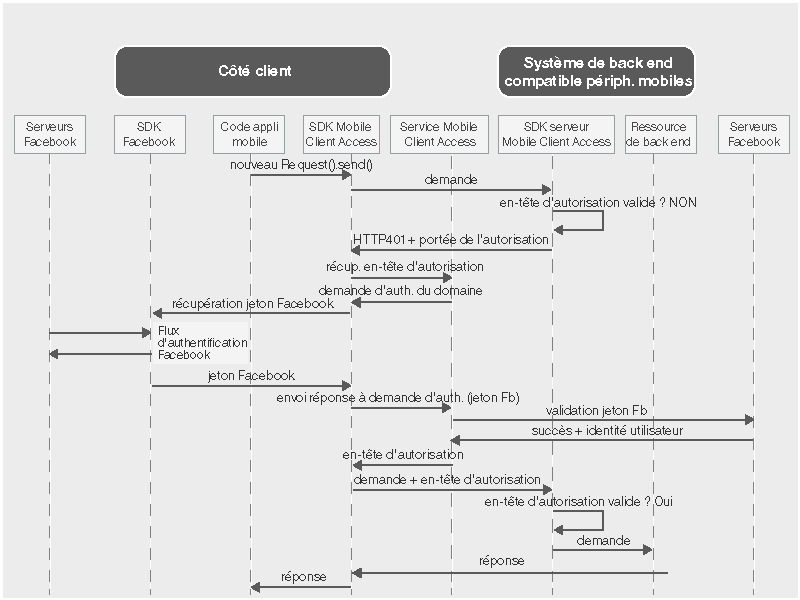 Côté client
Système de back end
compatible périph. mobiles
Serveurs
Facebook
SDK
Facebook
Code appli
mobile
SDK Mobile
Client Access
Service Mobile
Client Access
SDK serveur
Mobile Client Access
Ressource
de back end
Serveurs
Facebook
nouveau Request().send()
demande
en-tête d'autorisation valide ? NON
HTTP401 + portée de l'autorisation
récup. en-tête d'autorisation
demande d'auth. du domaine
récupération jeton Facebook
Flux
d'authentification
Facebook
jeton Facebook
envoi réponse à demande d'auth. (jeton Fb)
validation jeton Fb
succès + identité utilisateur
en-tête d'autorisation
demande + en-tête d'autorisation
en-tête d'autorisation valide ? Oui
demande
réponse
réponse